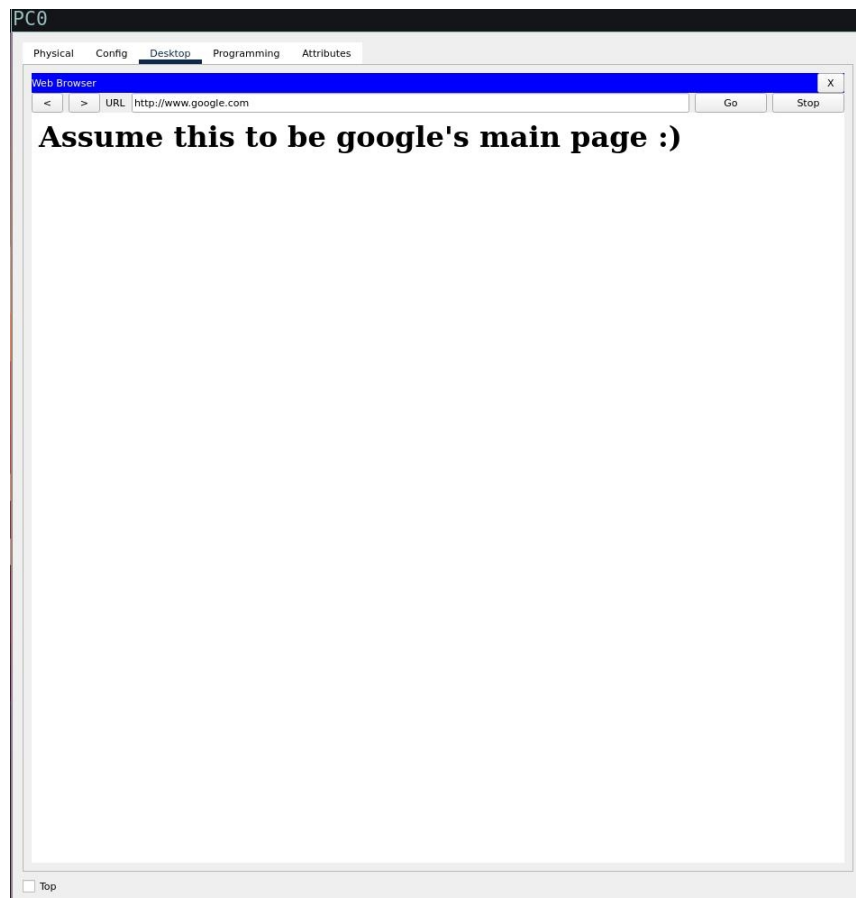 PC0
Physical Config Desktop Programming Attributes
Web Browser X
< > URL http://www.google.com Go Stop
Assume this to be google's main page :)
Top